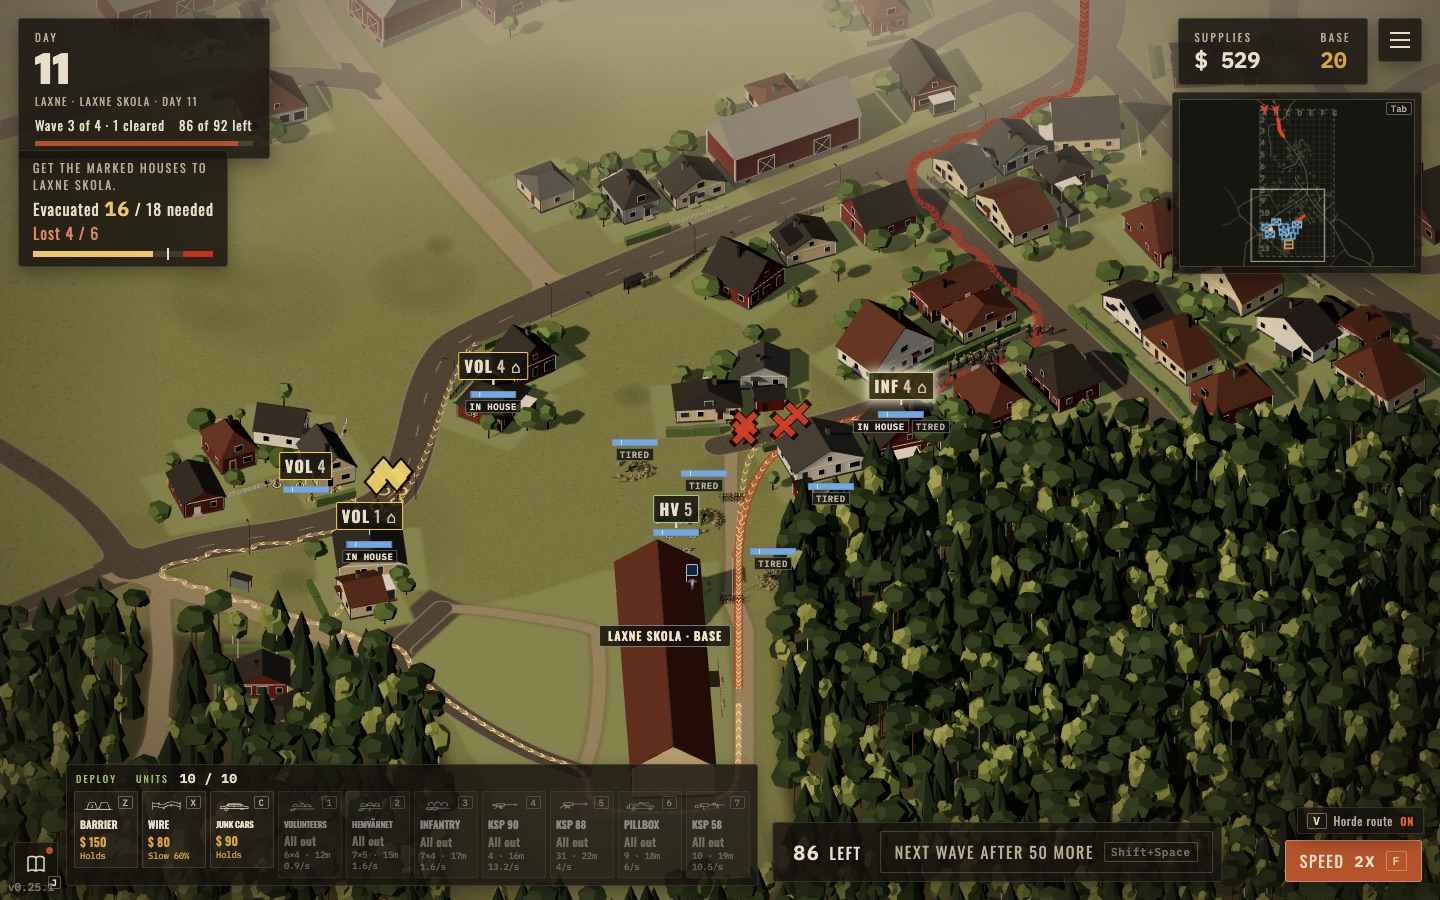 DAY
11
LAXNE · LAXNE SKOLA · DAY 11
Wave 3 of 4 · 1 cleared 86 of 92 left
GET THE MARKED HOUSES TO
LAXNE SKOLA.
Evacuated 16 / 18 needed
Lost 4 / 6
SUPPLIES BASE
$ 529 20
Tab
VOL 4
IN HOUSE
INF 4
IN HOUSE TIRED
VOL 4
TIRED
TIRED
TIRED
HV 5
VOL 1
IN HOUSE
TIRED
LAXNE SKOLA · BASE
DEPLOY UNITS 10 / 10
Z
BARRIER
$ 150
Holds
X
WIRE
$ 80
Slow 60%
C
JUNK CARS
$ 90
Holds
1
VOLUNTEERS
All out
6×4 · 12m
0.9/s
2
HEMVÄRNET
All out
7×5 · 15m
1.6/s
3
INFANTRY
All out
7×4 · 17m
1.6/s
4
KSP 90
All out
4 · 16m
13.2/s
5
KSP 88
All out
31 · 22m
4/s
6
PILLBOX
All out
9 · 18m
6/s
7
KSP 58
All out
10 · 19m
10.5/s
86 LEFT NEXT WAVE AFTER 50 MORE Shift+Space
V Horde route ON
SPEED 2X F
J